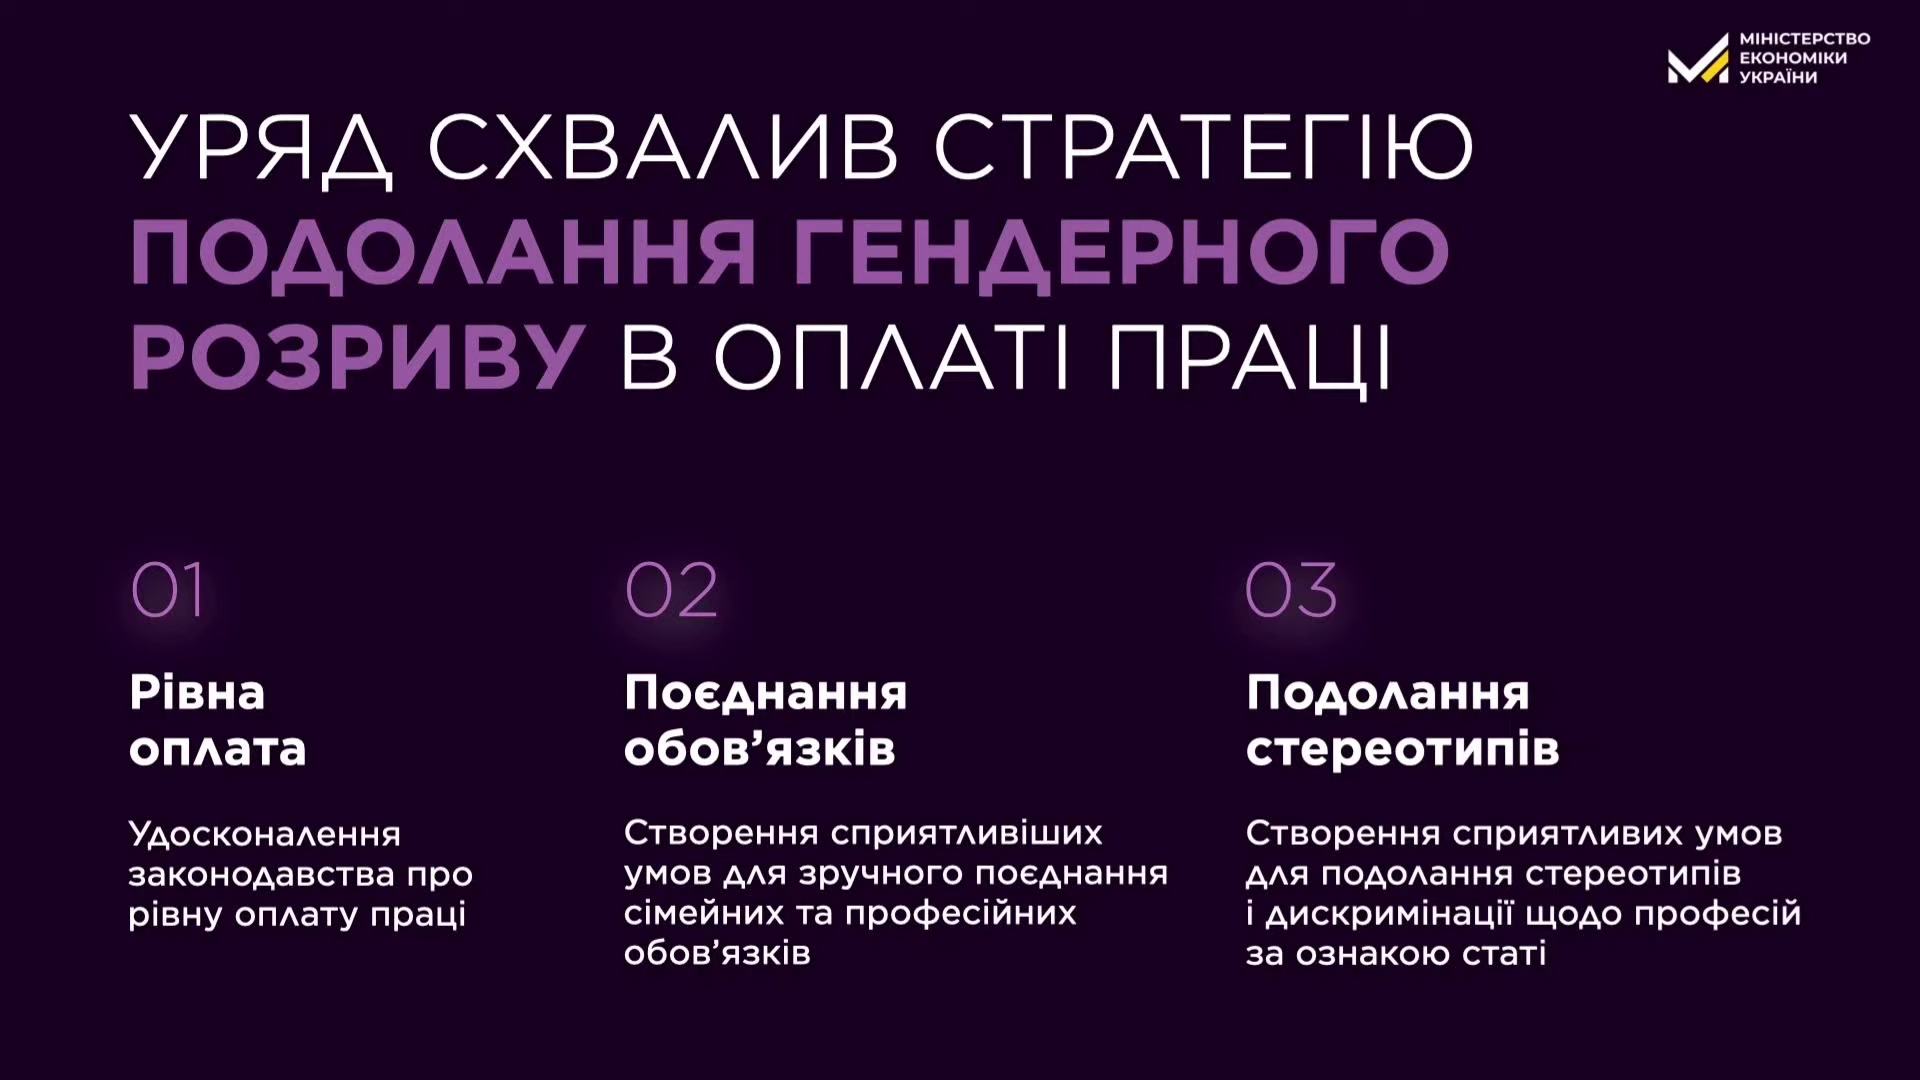 МІНІСТЕРСТВО
ЕКОНОМІКИ
УКРАЇНИ
УРЯД СХВАЛИВ СТРАТЕГІЮ
ПОДОЛАННЯ ГЕНДЕРНОГО
РОЗРИВУ В ОПЛАТІ ПРАЦІ
01
Рівна
оплата
Удосконалення
законодавства про
рівну оплату праці
02
Поєднання
обов’язків
Створення сприятливіших
умов для зручного поєднання
сімейних та професійних
обов’язків
03
Подолання
стереотипів
Створення сприятливих умов
для подолання стереотипів
і дискримінації щодо професій
за ознакою статі